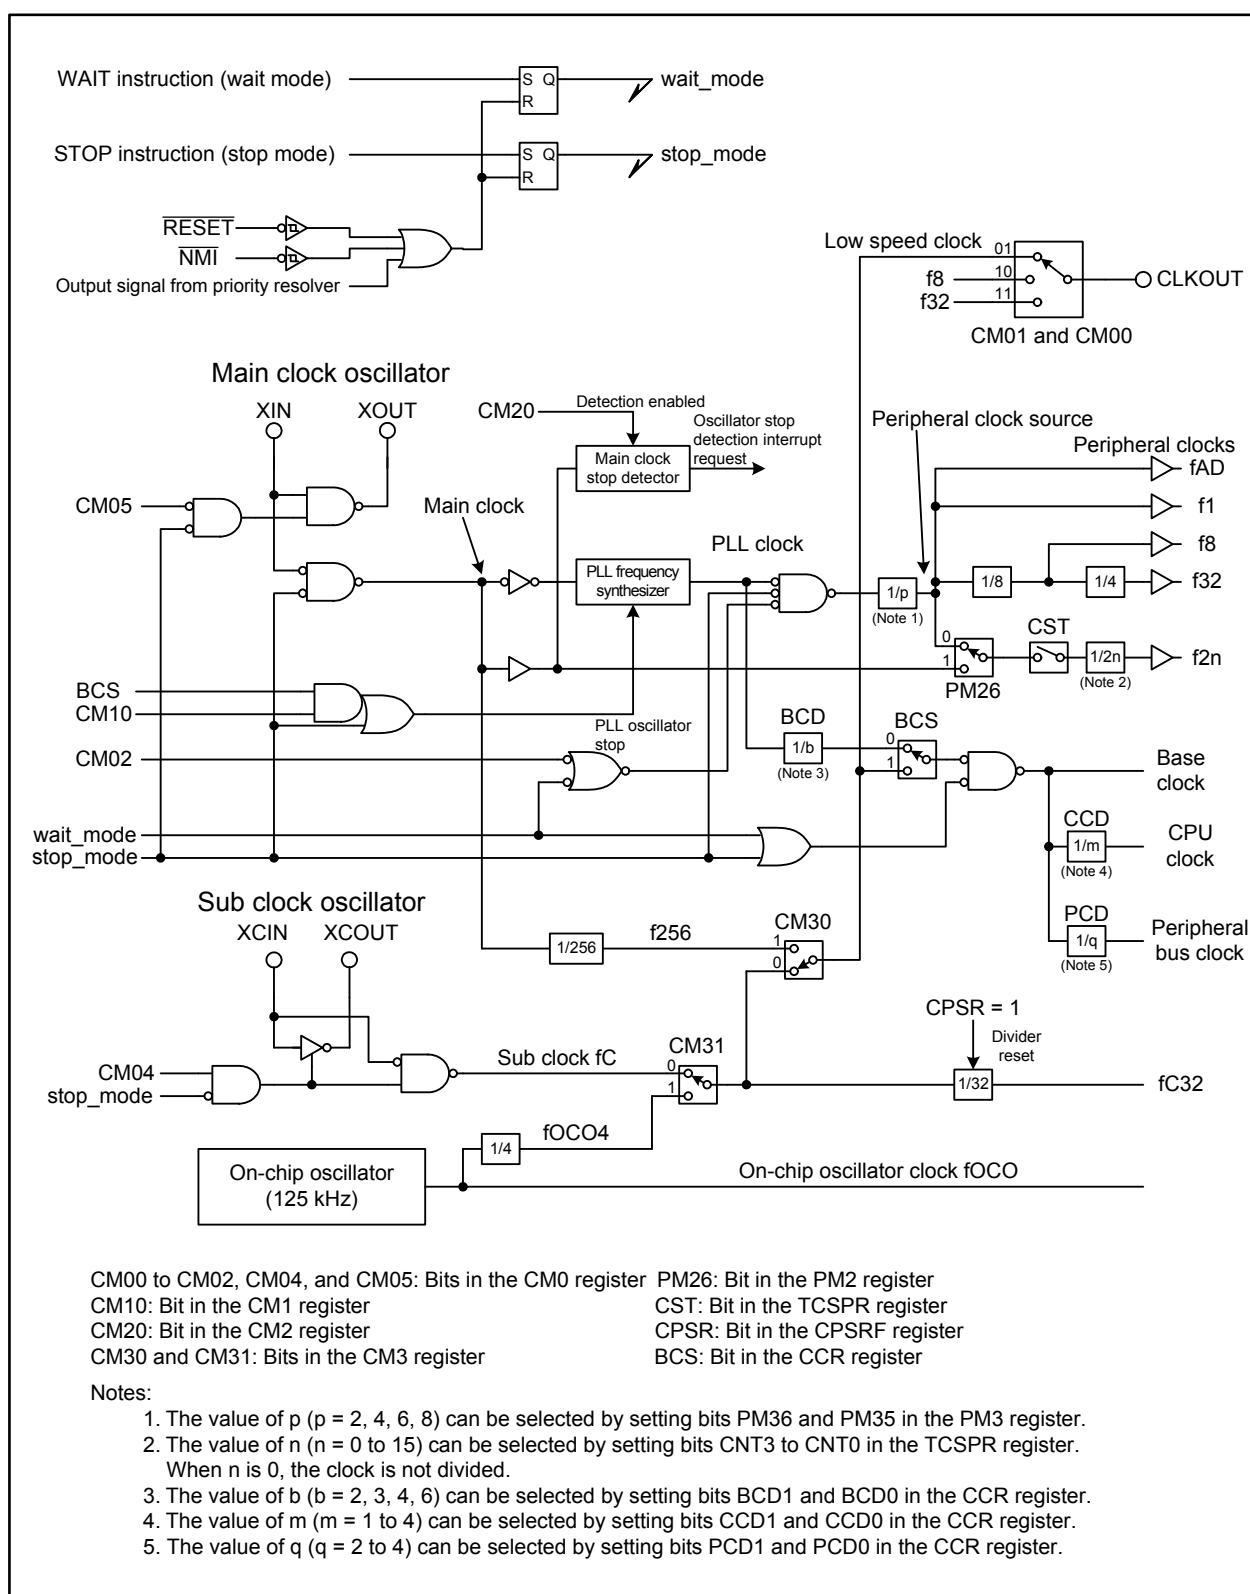 WAIT instruction (wait mode)
S Q
R
wait_mode
STOP instruction (stop mode)
S Q
R
stop_mode
RESET
NMI
Output signal from priority resolver
Low speed clock
01
f8
10
f32
11
CLKOUT
CM01 and CM00
Main clock oscillator
XIN
XOUT
CM20
Detection enabled
Oscillator stop
detection interrupt
request
Main clock
stop detector
Peripheral clock source
Peripheral clocks
fAD
CM05
Main clock
f1
PLL clock
f8
PLL frequency
synthesizer
1/p
(Note 1)
1/8
1/4
f32
0
1
PM26
CST
1/2n
(Note 2)
f2n
BCS
CM10
PLL oscillator
stop
CM02
BCD
1/b
(Note 3)
BCS
0
1
Base
clock
wait_mode
stop_mode
CCD
1/m
(Note 4)
CPU
clock
Sub clock oscillator
XCIN
XCOUT
1/256
f256
CM30
1
0
PCD
1/q
(Note 5)
Peripheral
bus clock
CPSR = 1
Divider
reset
CM04
stop_mode
Sub clock fC
CM31
0
1
1/32
fC32
1/4
fOCO4
On-chip oscillator
(125 kHz)
On-chip oscillator clock fOCO
CM00 to CM02, CM04, and CM05: Bits in the CM0 register
PM26: Bit in the PM2 register
CM10: Bit in the CM1 register
CST: Bit in the TCSPR register
CM20: Bit in the CM2 register
CPSR: Bit in the CPSRF register
CM30 and CM31: Bits in the CM3 register
BCS: Bit in the CCR register
Notes:
1. The value of p (p = 2, 4, 6, 8) can be selected by setting bits PM36 and PM35 in the PM3 register.
2. The value of n (n = 0 to 15) can be selected by setting bits CNT3 to CNT0 in the TCSPR register.
When n is 0, the clock is not divided.
3. The value of b (b = 2, 3, 4, 6) can be selected by setting bits BCD1 and BCD0 in the CCR register.
4. The value of m (m = 1 to 4) can be selected by setting bits CCD1 and CCD0 in the CCR register.
5. The value of q (q = 2 to 4) can be selected by setting bits PCD1 and PCD0 in the CCR register.